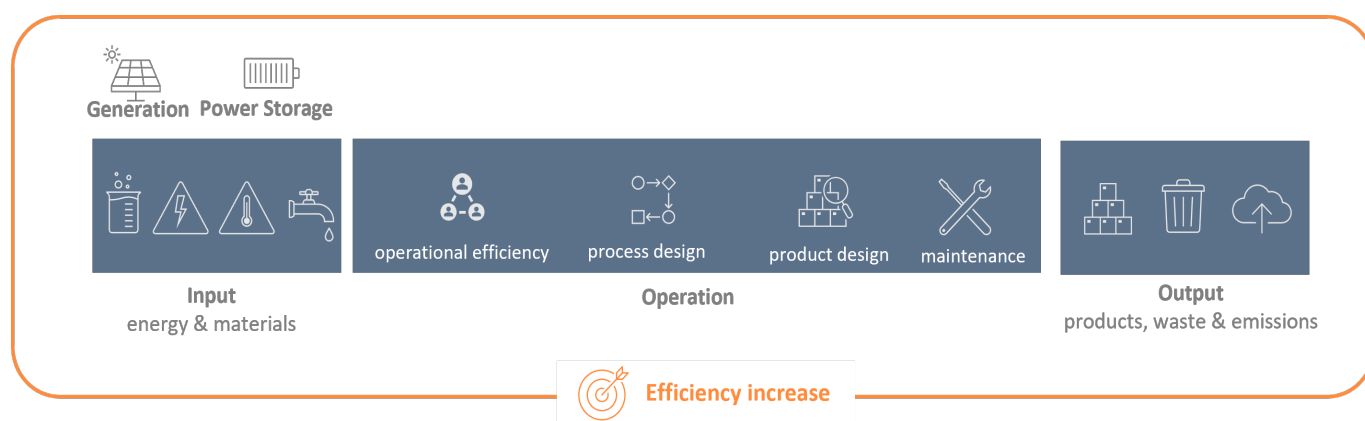 Generation Power Storage
operational efficiency
process design
product design
maintenance
Input
energy & materials
Operation
Output
products, waste & emissions
Efficiency increase